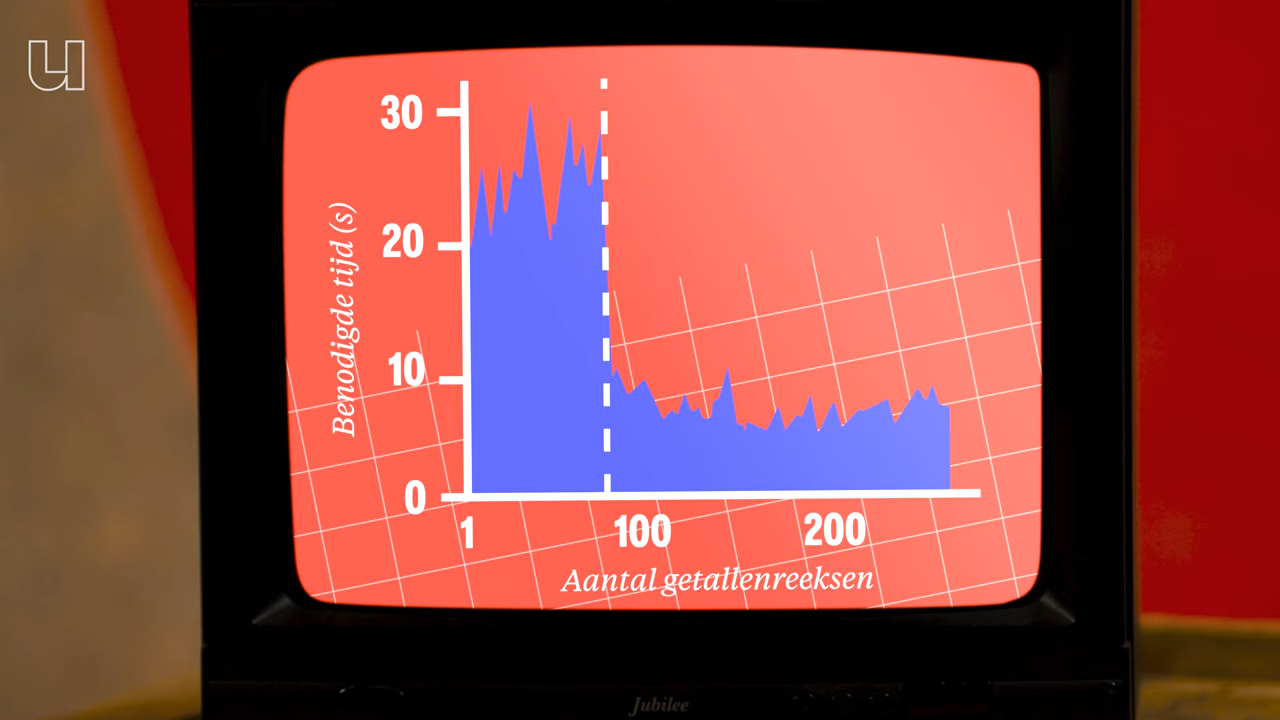 u
30
20
10
0
Benodigde tijd (s)
1 100 200
Aantal getallenreeksen
Jubilee